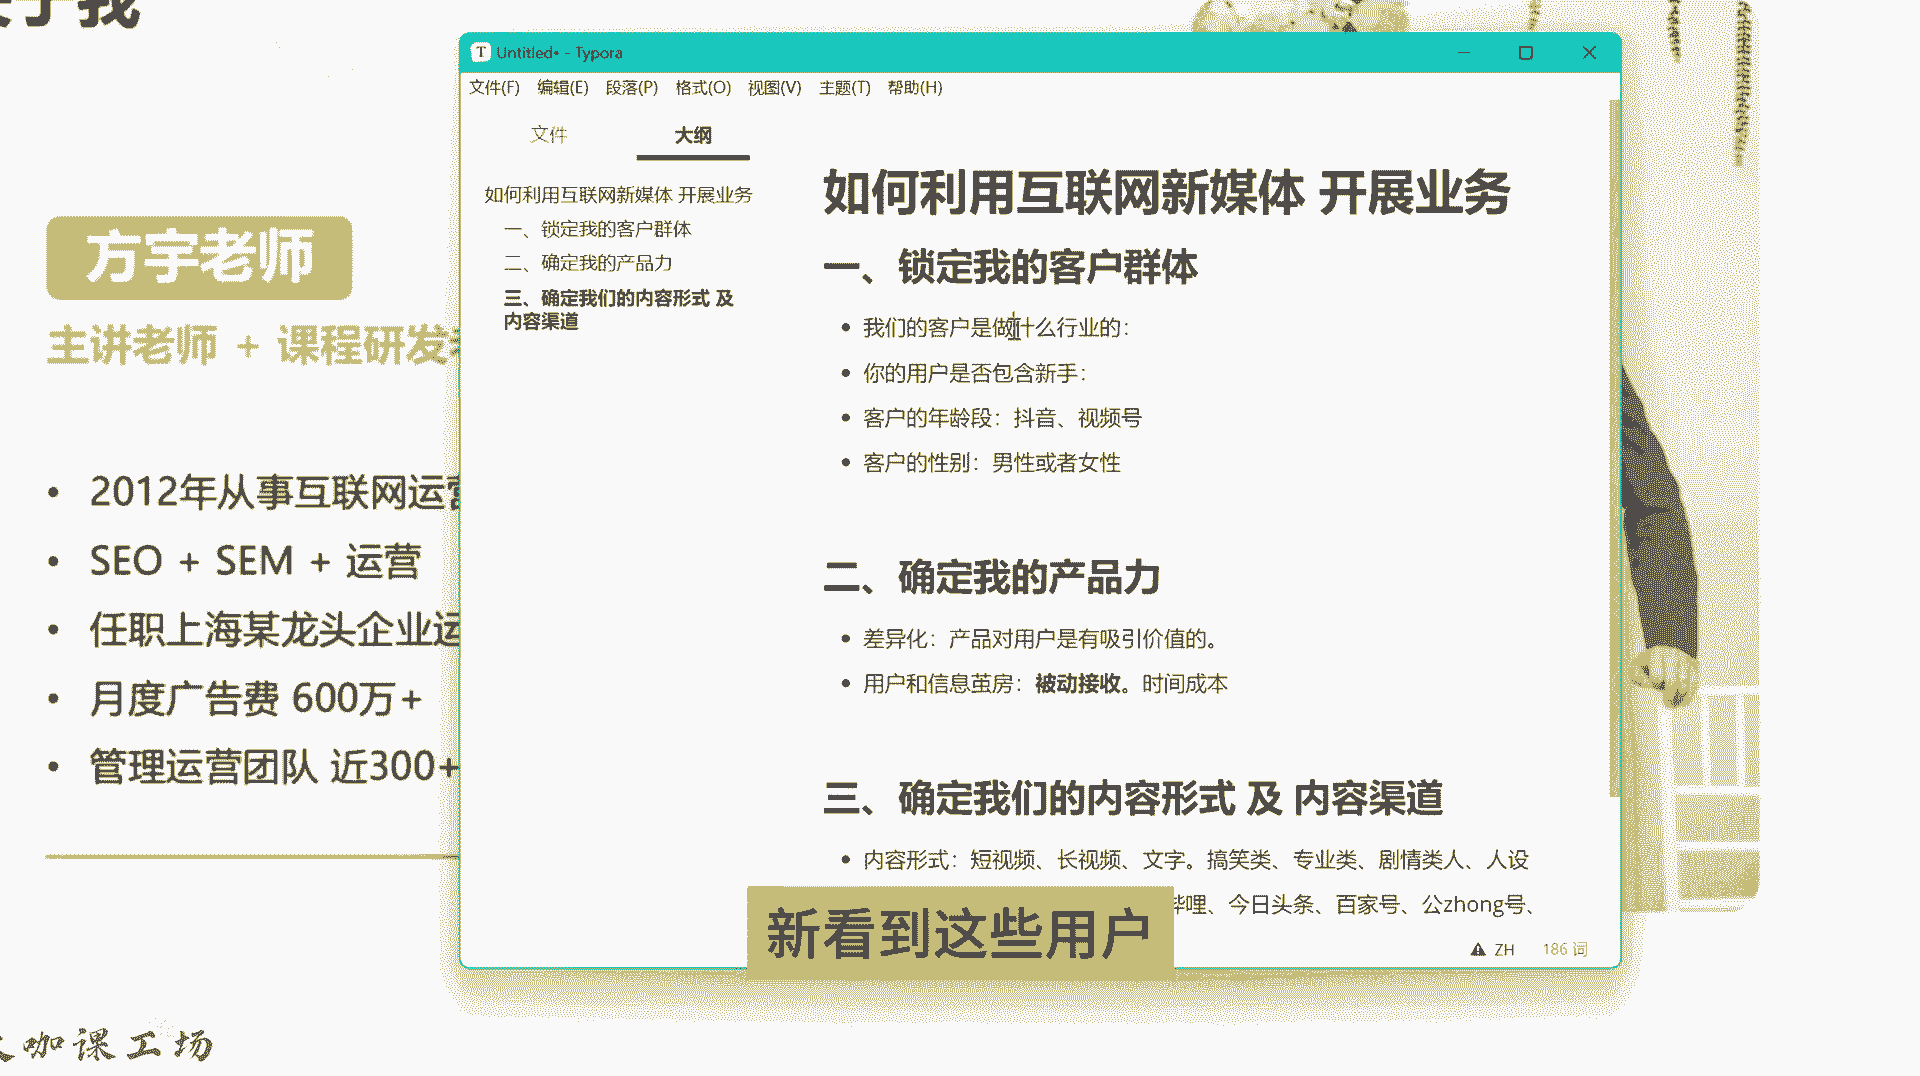 关于我
方宇老师
主讲老师 + 课程研发老
2012年从事互联网运营
SEO + SEM + 运营
任职上海某龙头企业运
月度广告费 600万+
管理运营团队 近300+
大咖课工场
Untitled• - Typora
文件(F) 编辑(E) 段落(P) 格式(O) 视图(V) 主题(T) 帮助(H)
文件 大纲
如何利用互联网新媒体 开展业务
一、锁定我的客户群体
二、确定我的产品力
三、确定我们的内容形式 及
内容渠道
如何利用互联网新媒体 开展业务
一、锁定我的客户群体
我们的客户是做什么行业的：
你的用户是否包含新手：
客户的年龄段：抖音、视频号
客户的性别：男性或者女性
二、确定我的产品力
差异化：产品对用户是有吸引价值的。
用户和信息茧房：被动接收。时间成本
三、确定我们的内容形式 及 内容渠道
内容形式：短视频、长视频、文字。搞笑类、专业类、剧情类人、人设
哔哩、今日头条、百家号、公zhong号、
新看到这些用户
ZH 186 词